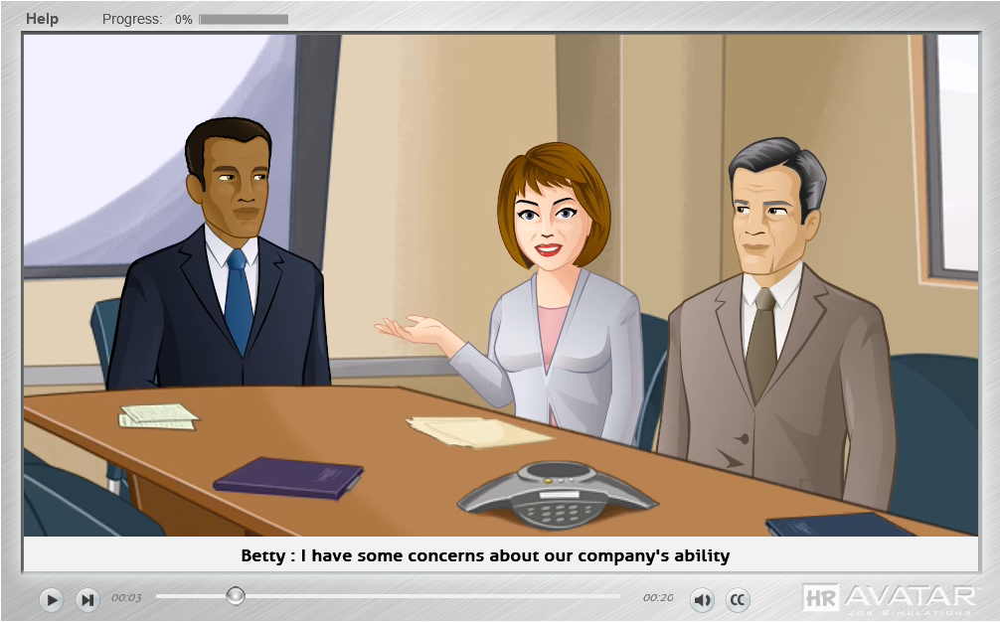 Help Progress: 0%
Betty : I have some concerns about our company's ability
00:03 00:20 CC
HR AVATAR
JOB SIMULATIONS